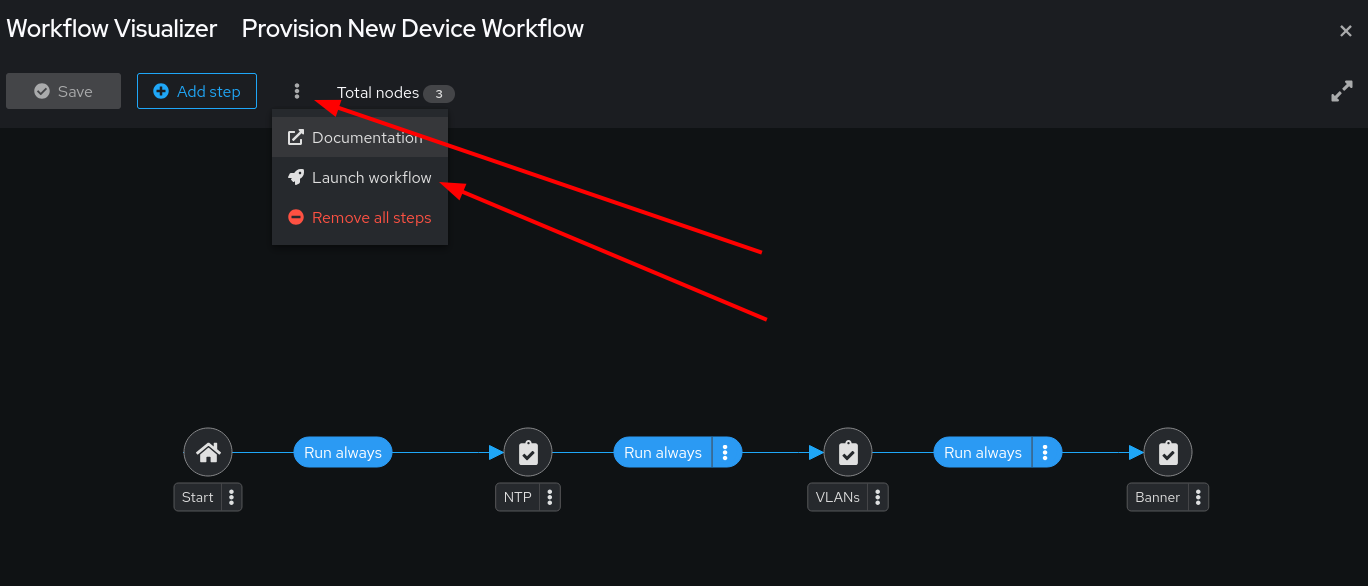 Workflow Visualizer Provision New Device Workflow
Save Add step Total nodes 3
Documentation
Launch workflow
Remove all steps
Run always Run always Run always
Start NTP VLANs Banner